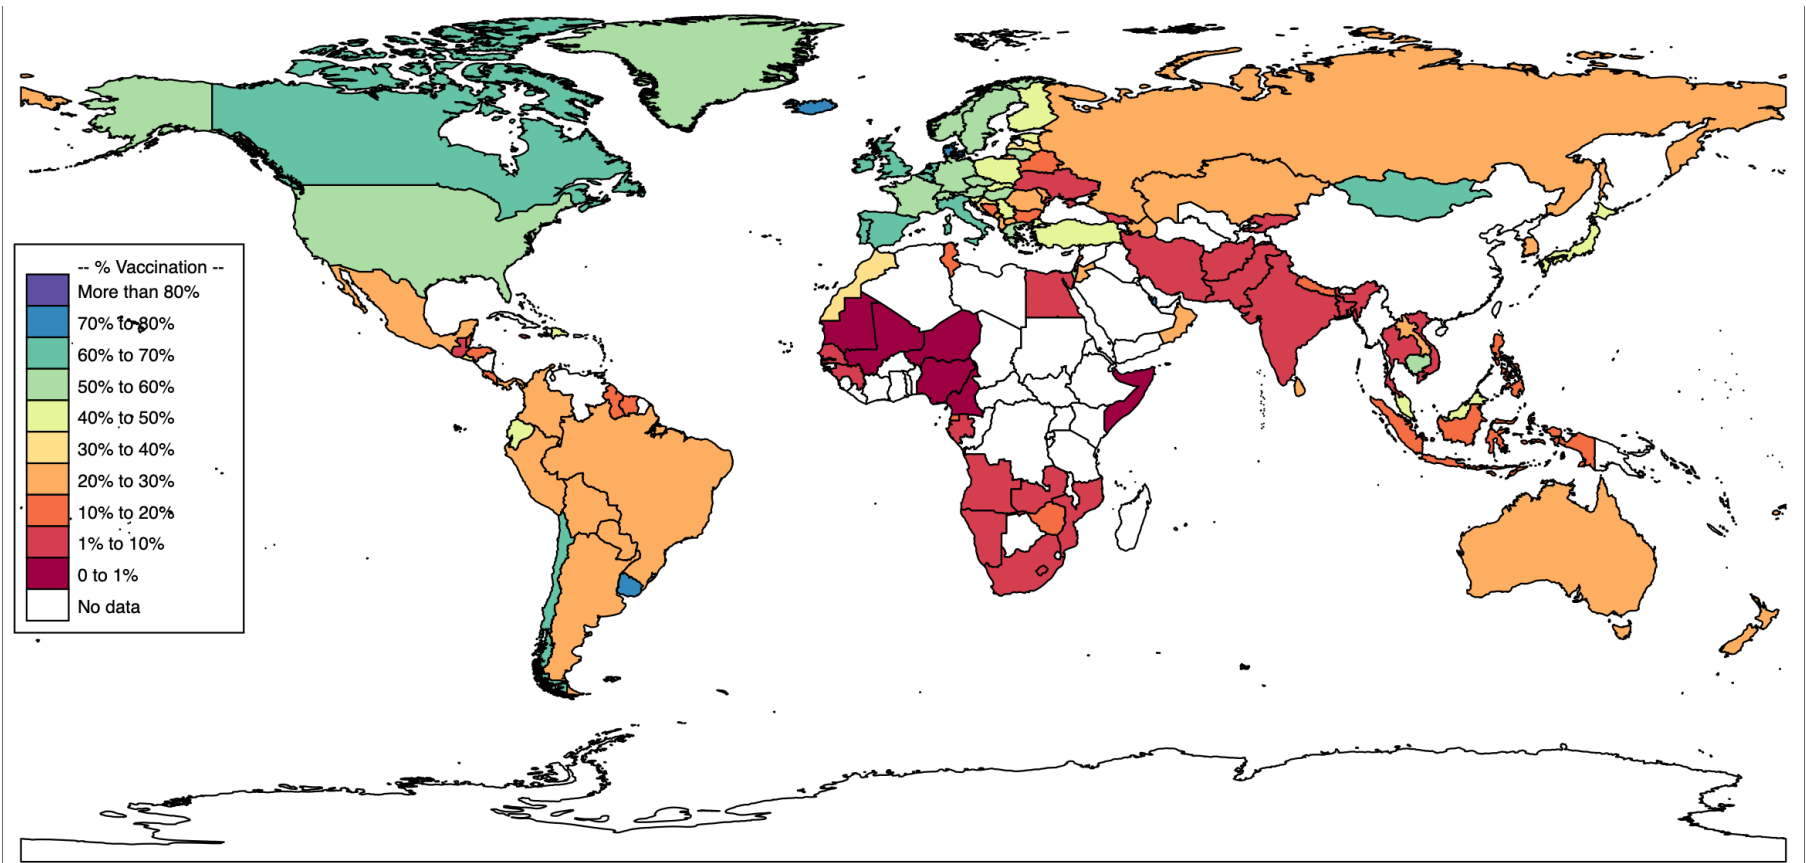 -- % Vaccination --
More than 80%
70% to 80%
60% to 70%
50% to 60%
40% to 50%
30% to 40%
20% to 30%
10% to 20%
1% to 10%
0 to 1%
No data